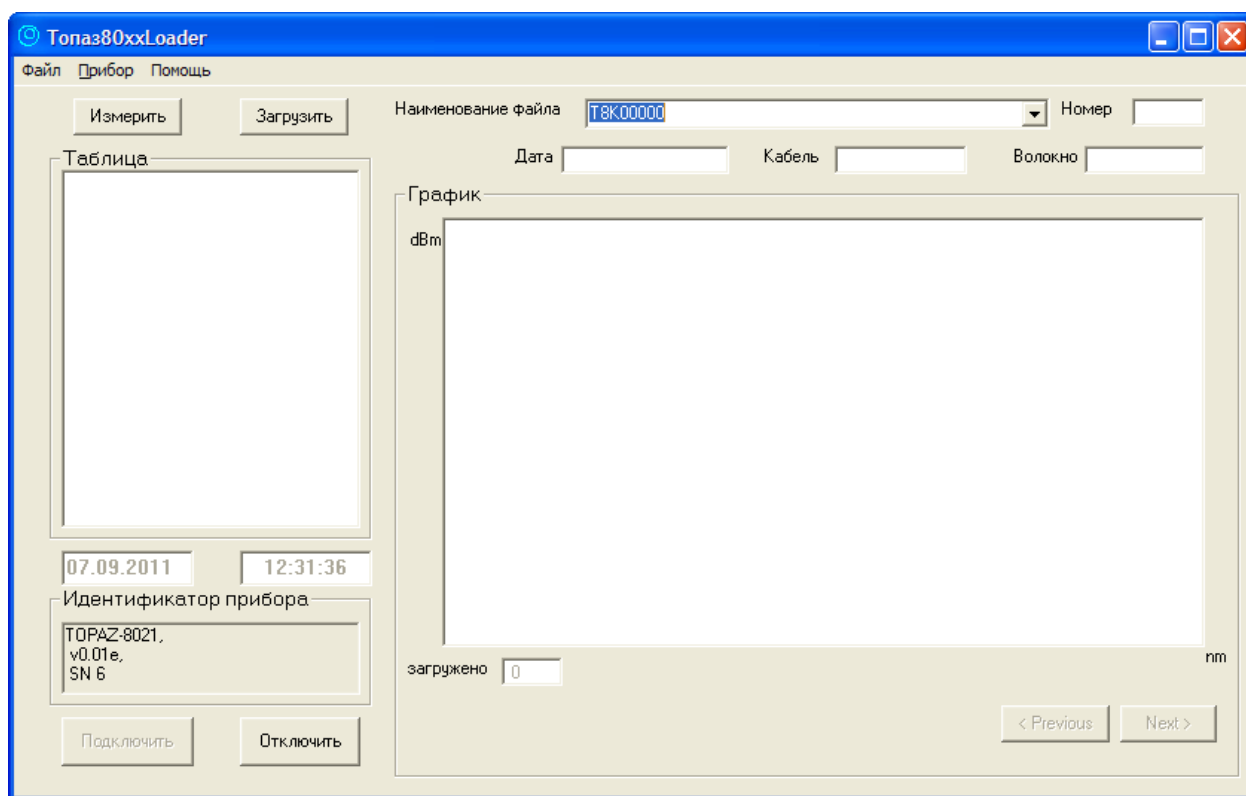 Топаз80xxLoader
Файл Прибор Помощь
Измерить Загрузить Наименование файла T8K00000 Номер
Дата Кабель Волокно
Таблица
График
dBm
07.09.2011 12:31:36
Идентификатор прибора
TOPAZ-8021,
v0.01e,
SN 6
загружено 0
nm
< Previous Next >
Подключить Отключить